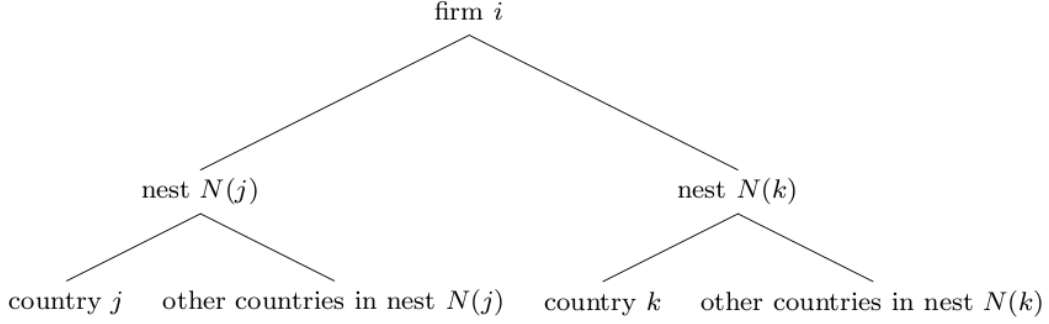 firm i
nest N(j) nest N(k)
country j other countries in nest N(j) country k other countries in nest N(k)